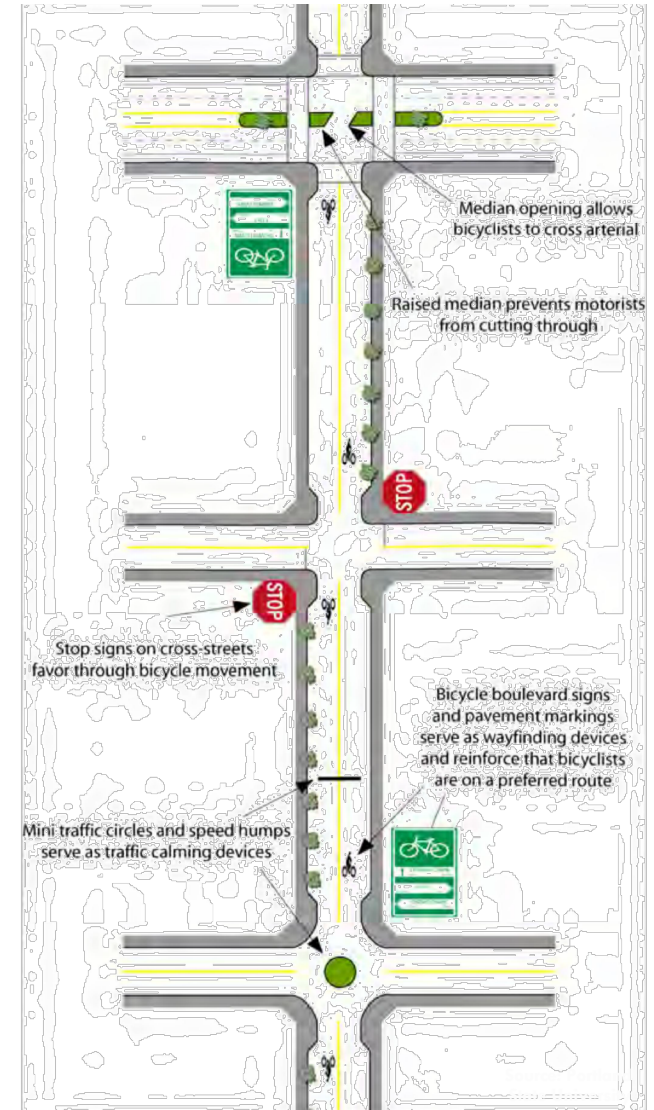 Median opening allows
bicyclists to cross arterial
Raised median prevents motorists
from cutting through
STOP
STOP
Stop signs on cross-streets
favor through bicycle movement
Bicycle boulevard signs
and pavement markings
serve as wayfinding devices
and reinforce that bicyclists
are on a preferred route
Mini traffic circles and speed humps
serve as traffic calming devices